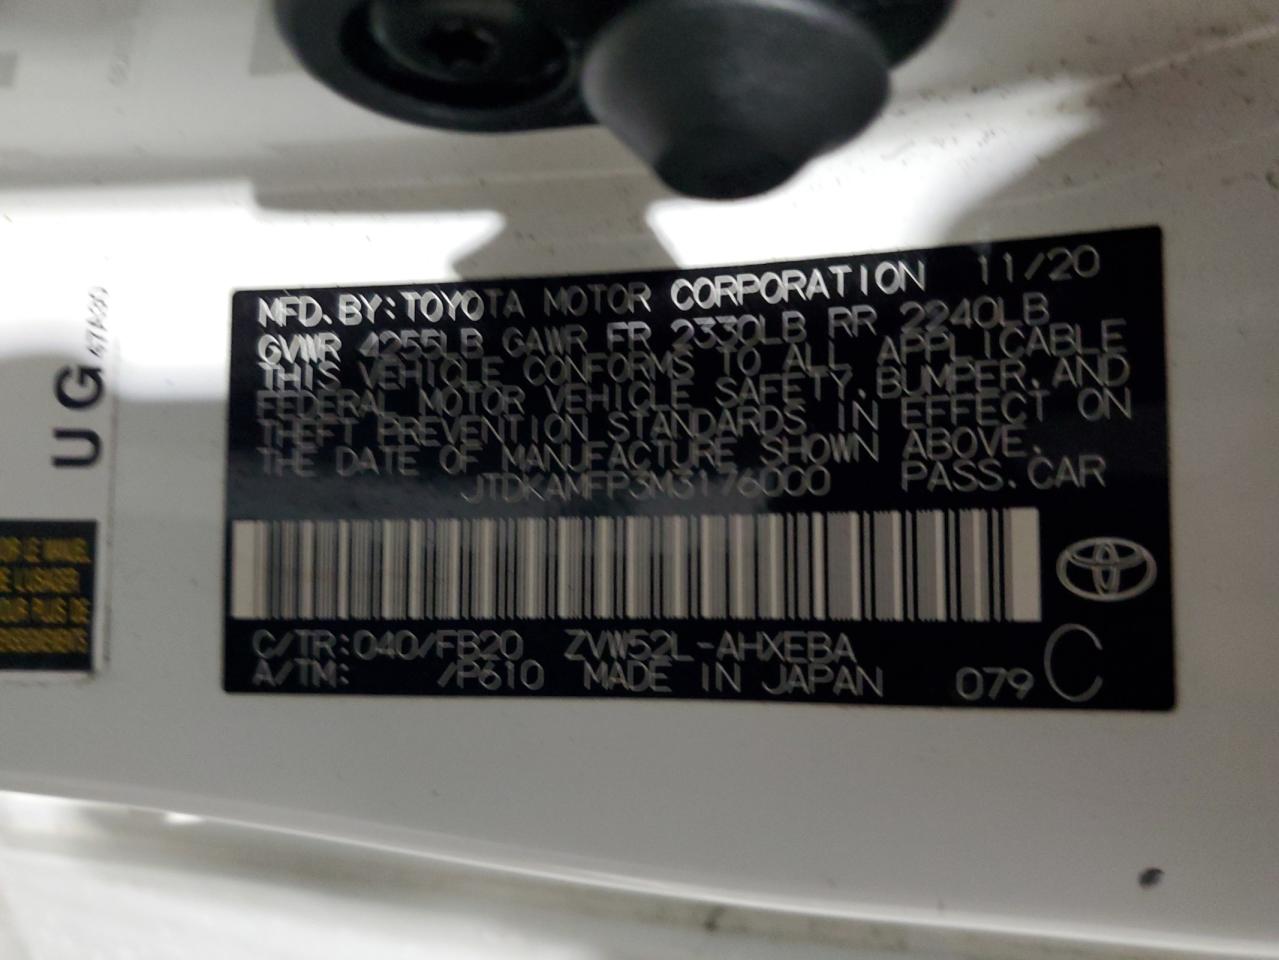 MFD. BY: TOYOTA MOTOR CORPORATION 11/20
GVWR 4255LB GAWR FR 2330LB RR 2240LB
THIS VEHICLE CONFORMS TO ALL APPLICABLE
FEDERAL MOTOR VEHICLE SAFETY, BUMPER, AND
THEFT PREVENTION STANDARDS IN EFFECT ON
THE DATE OF MANUFACTURE SHOWN ABOVE.
JTDKAMFP3M3176000 PASS. CAR
C/TR: 040/FB20 ZVW52L-AHXEBA
A/TM: /P610 MADE IN JAPAN 079 C
UG